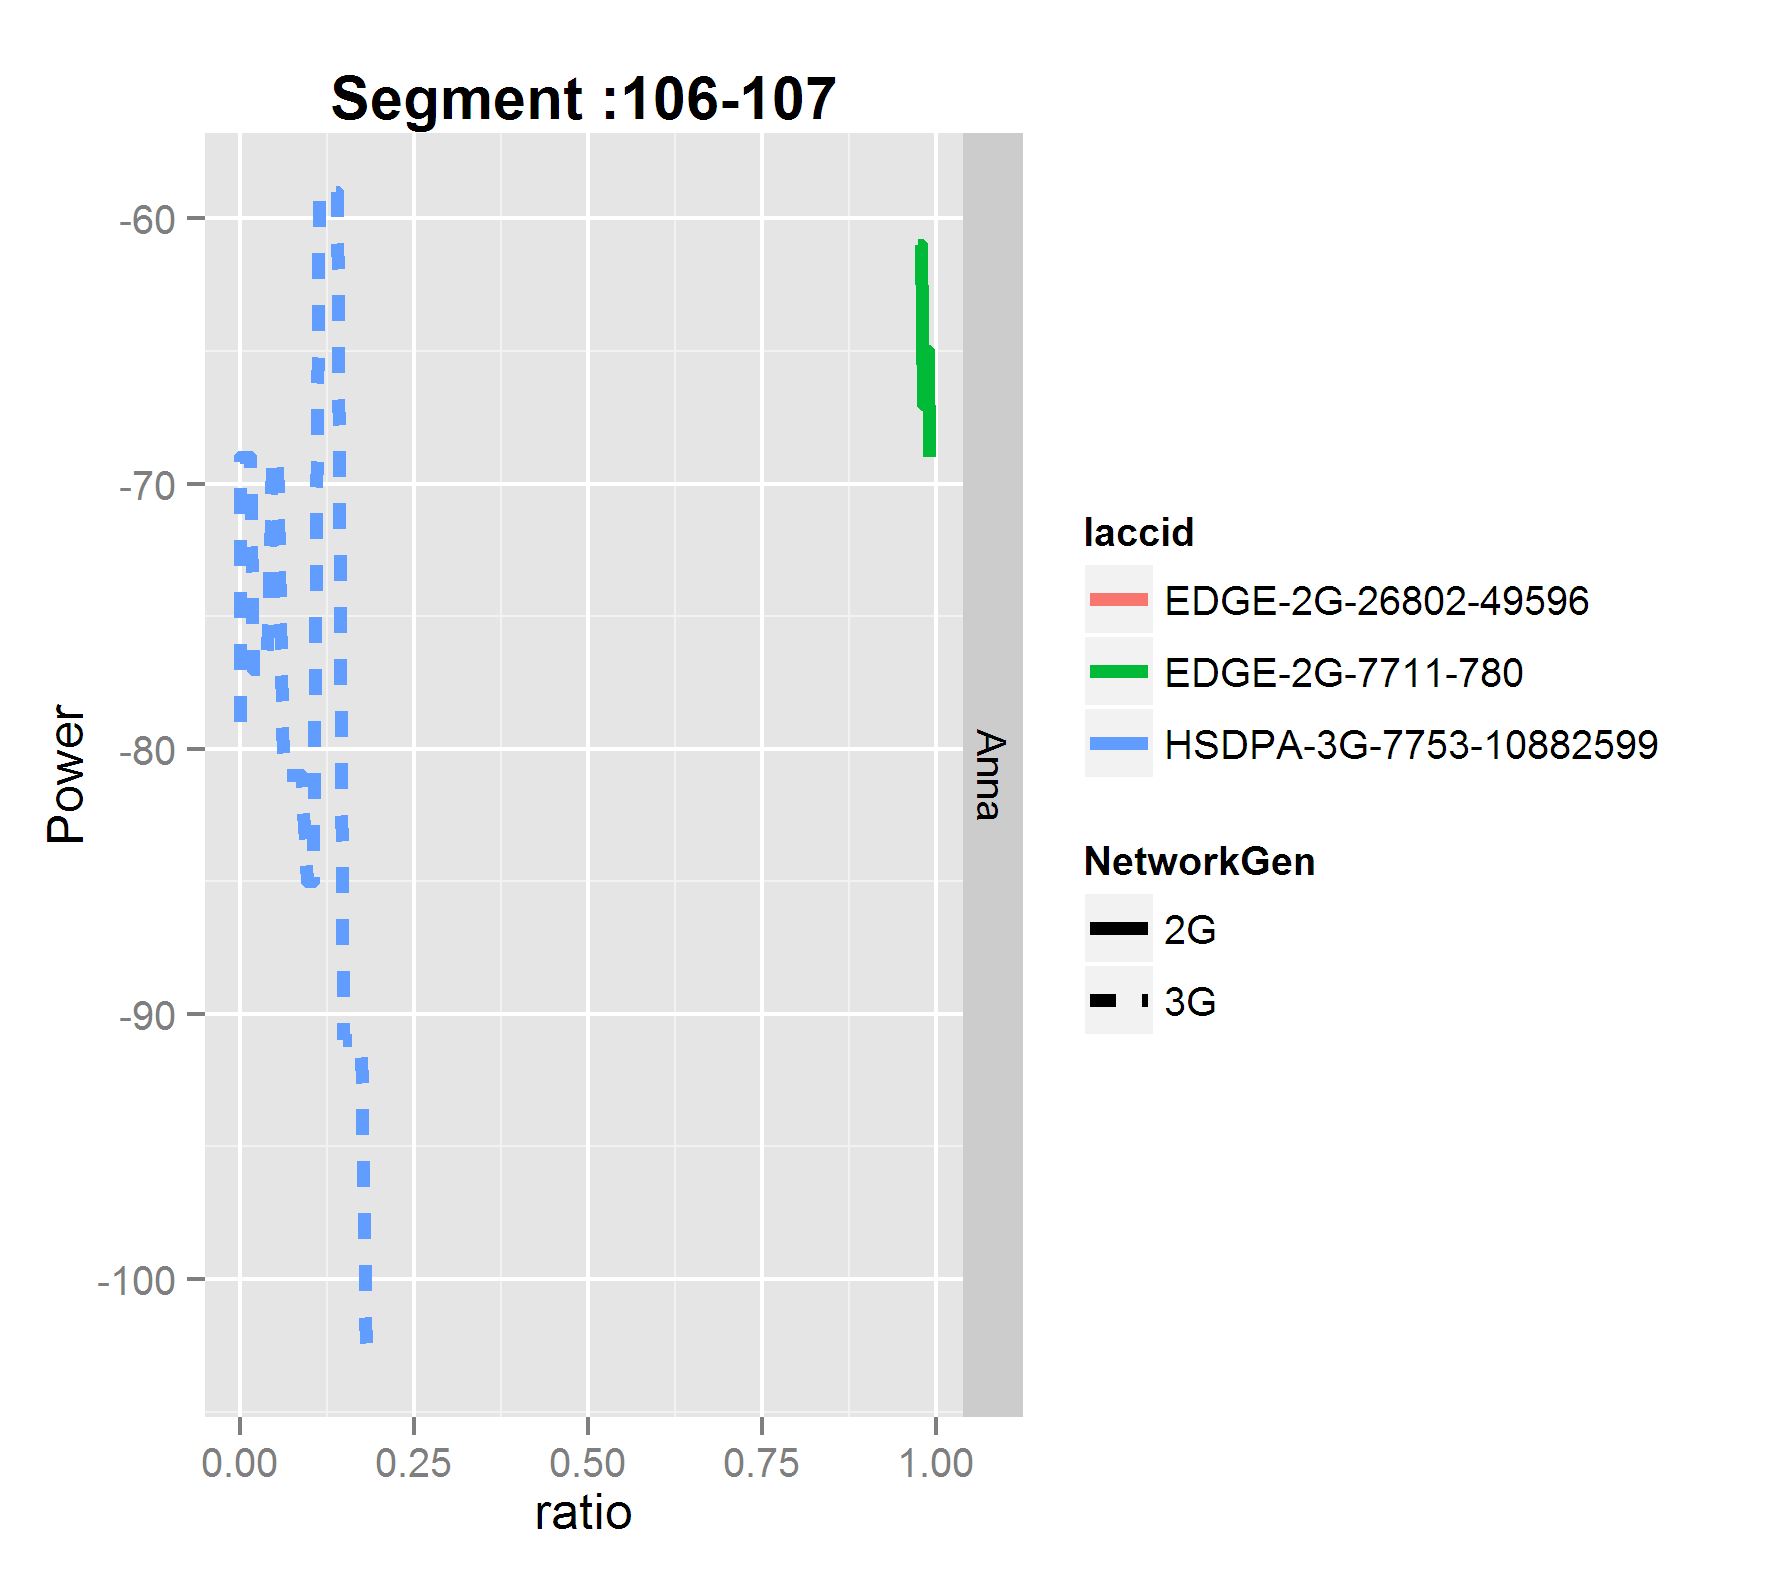 Segment :106-107
-60
-70
-80
-90
-100
Power
0.00 0.25 0.50 0.75 1.00
ratio
Anna
laccid
EDGE-2G-26802-49596
EDGE-2G-7711-780
HSDPA-3G-7753-10882599
NetworkGen
2G
3G